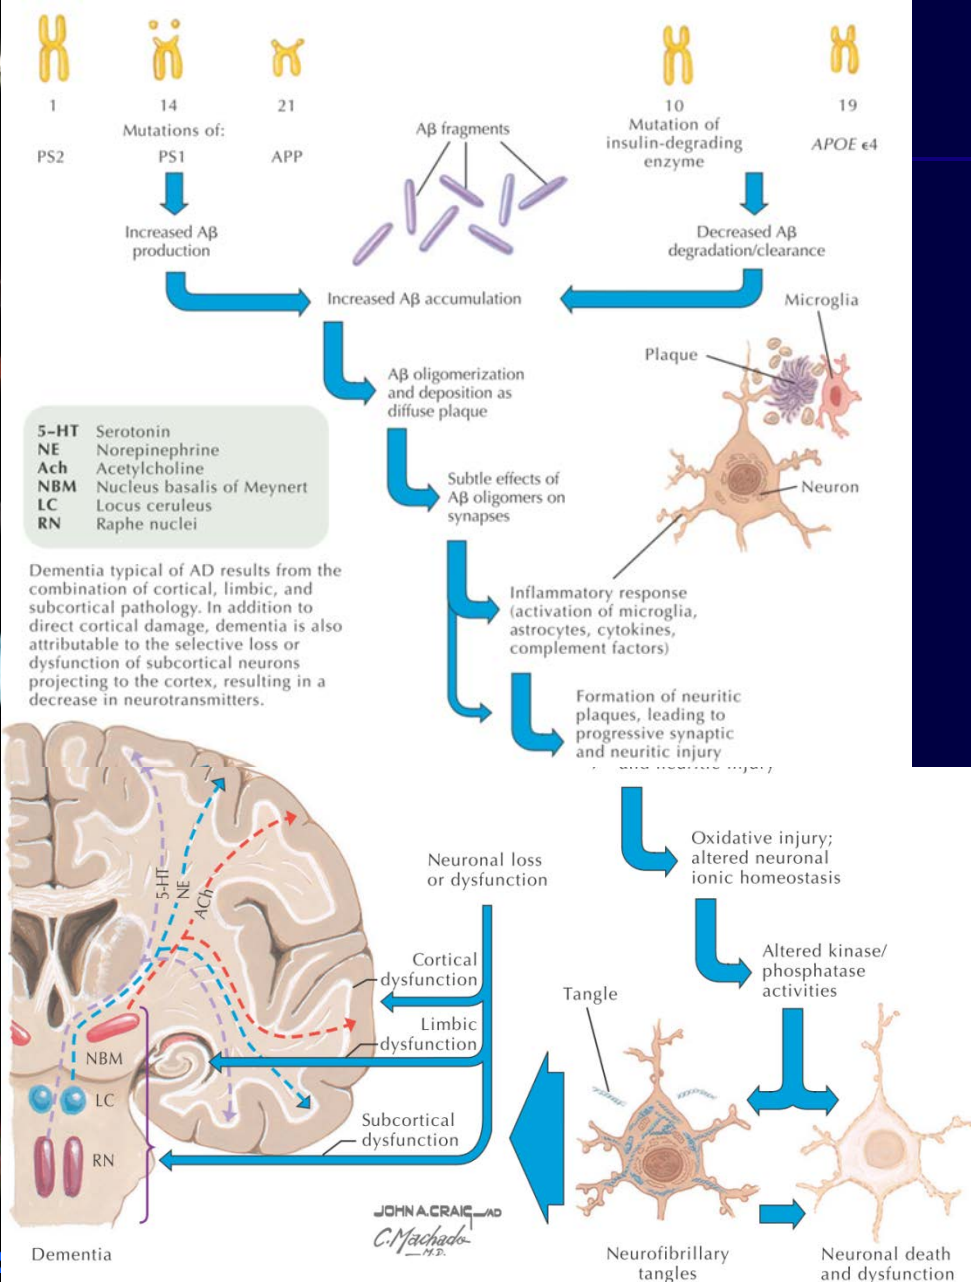 1
14
21
Mutations of:
PS2
PS1
APP
Aβ fragments
10
Mutation of
insulin-degrading
enzyme
19
APOE ϵ4
Increased Aβ
production
Decreased Aβ
degradation/clearance
Increased Aβ accumulation
Microglia
Plaque
Neuron
Aβ oligomerization
and deposition as
diffuse plaque
5-HT Serotonin
NE Norepinephrine
Ach Acetylcholine
NBM Nucleus basalis of Meynert
LC Locus ceruleus
RN Raphe nuclei
Subtle effects of
Aβ oligomers on
synapses
Dementia typical of AD results from the
combination of cortical, limbic, and
subcortical pathology. In addition to
direct cortical damage, dementia is also
attributable to the selective loss or
dysfunction of subcortical neurons
projecting to the cortex, resulting in a
decrease in neurotransmitters.
Inflammatory response
(activation of microglia,
astrocytes, cytokines,
complement factors)
Formation of neuritic
plaques, leading to
progressive synaptic
and neuritic injury
and neuritic injury
Oxidative injury;
altered neuronal
ionic homeostasis
Neuronal loss
or dysfunction
5-HT
NE
ACh
Altered kinase/
phosphatase
activities
Cortical
dysfunction
Tangle
Limbic
dysfunction
NBM
LC
Subcortical
dysfunction
RN
JOHN A. CRAIG—AD
C. Machado
—M.D.
Dementia
Neurofibrillary
tangles
Neuronal death
and dysfunction